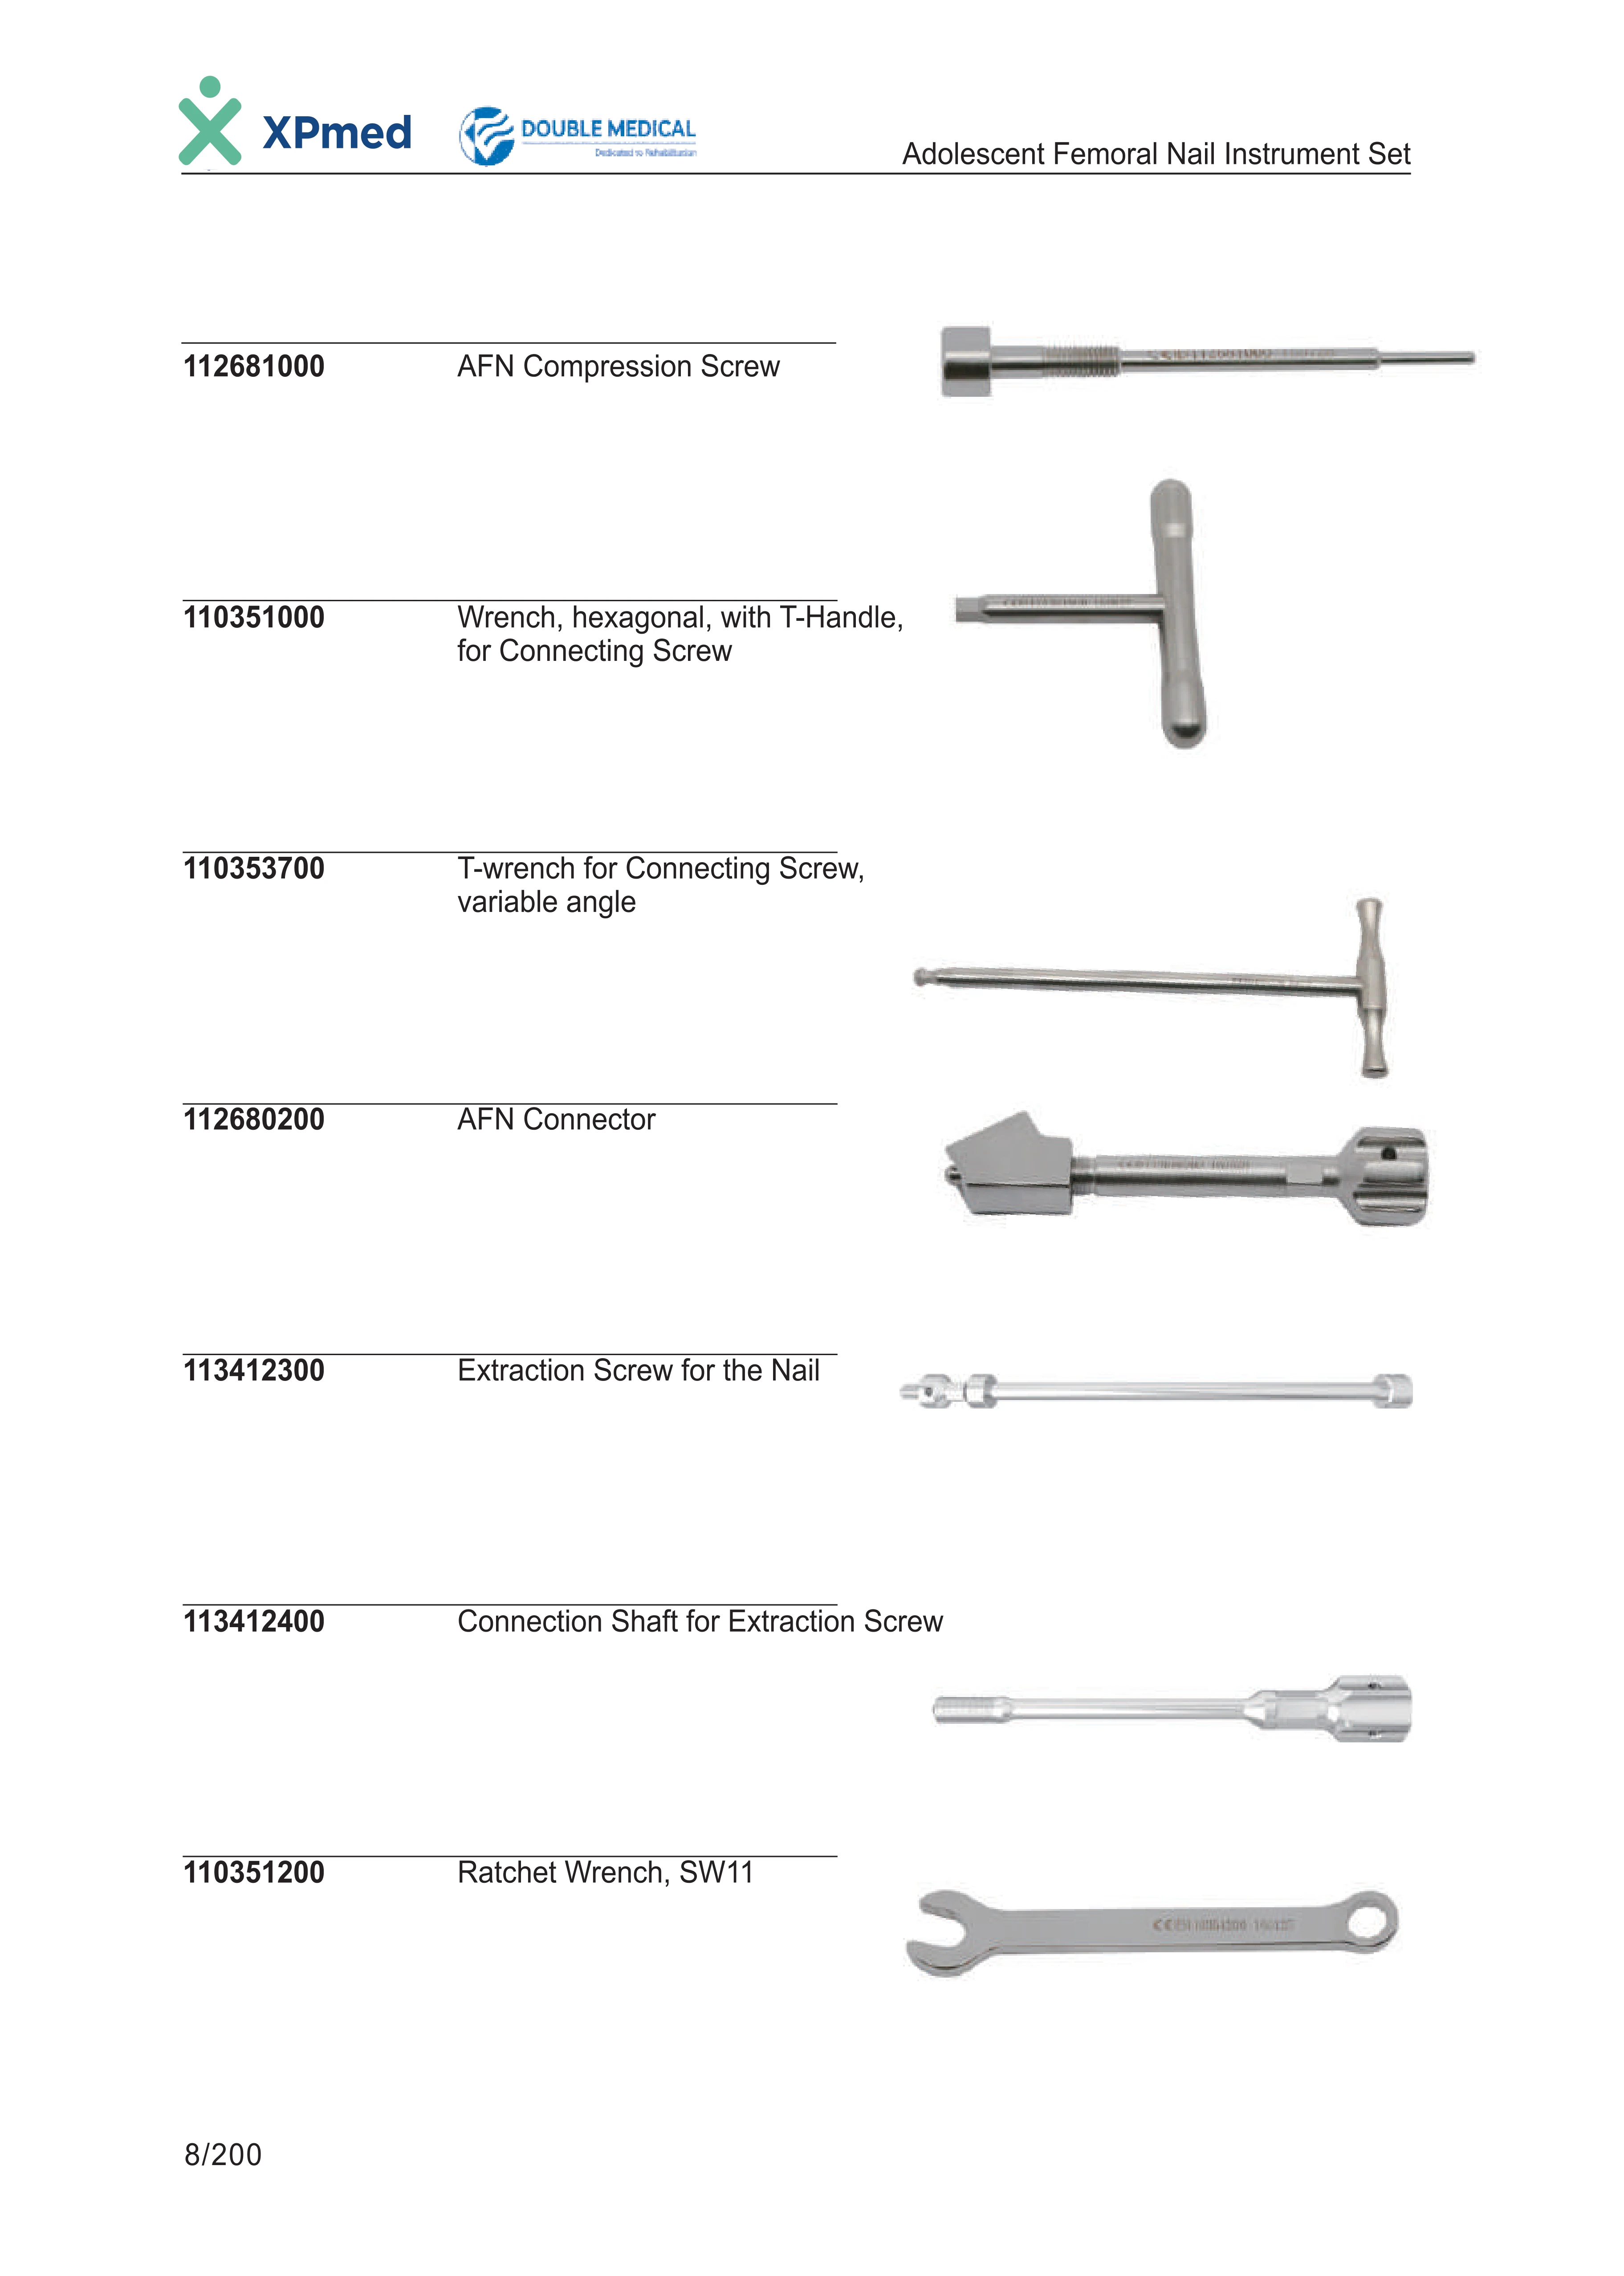 XPmed
DOUBLE MEDICAL
Dedicated to Rehabilitation
Adolescent Femoral Nail Instrument Set
112681000 AFN Compression Screw
110351000 Wrench, hexagonal, with T-Handle,
for Connecting Screw
110353700 T-wrench for Connecting Screw,
variable angle
112680200 AFN Connector
113412300 Extraction Screw for the Nail
113412400 Connection Shaft for Extraction Screw
110351200 Ratchet Wrench, SW11
8/200